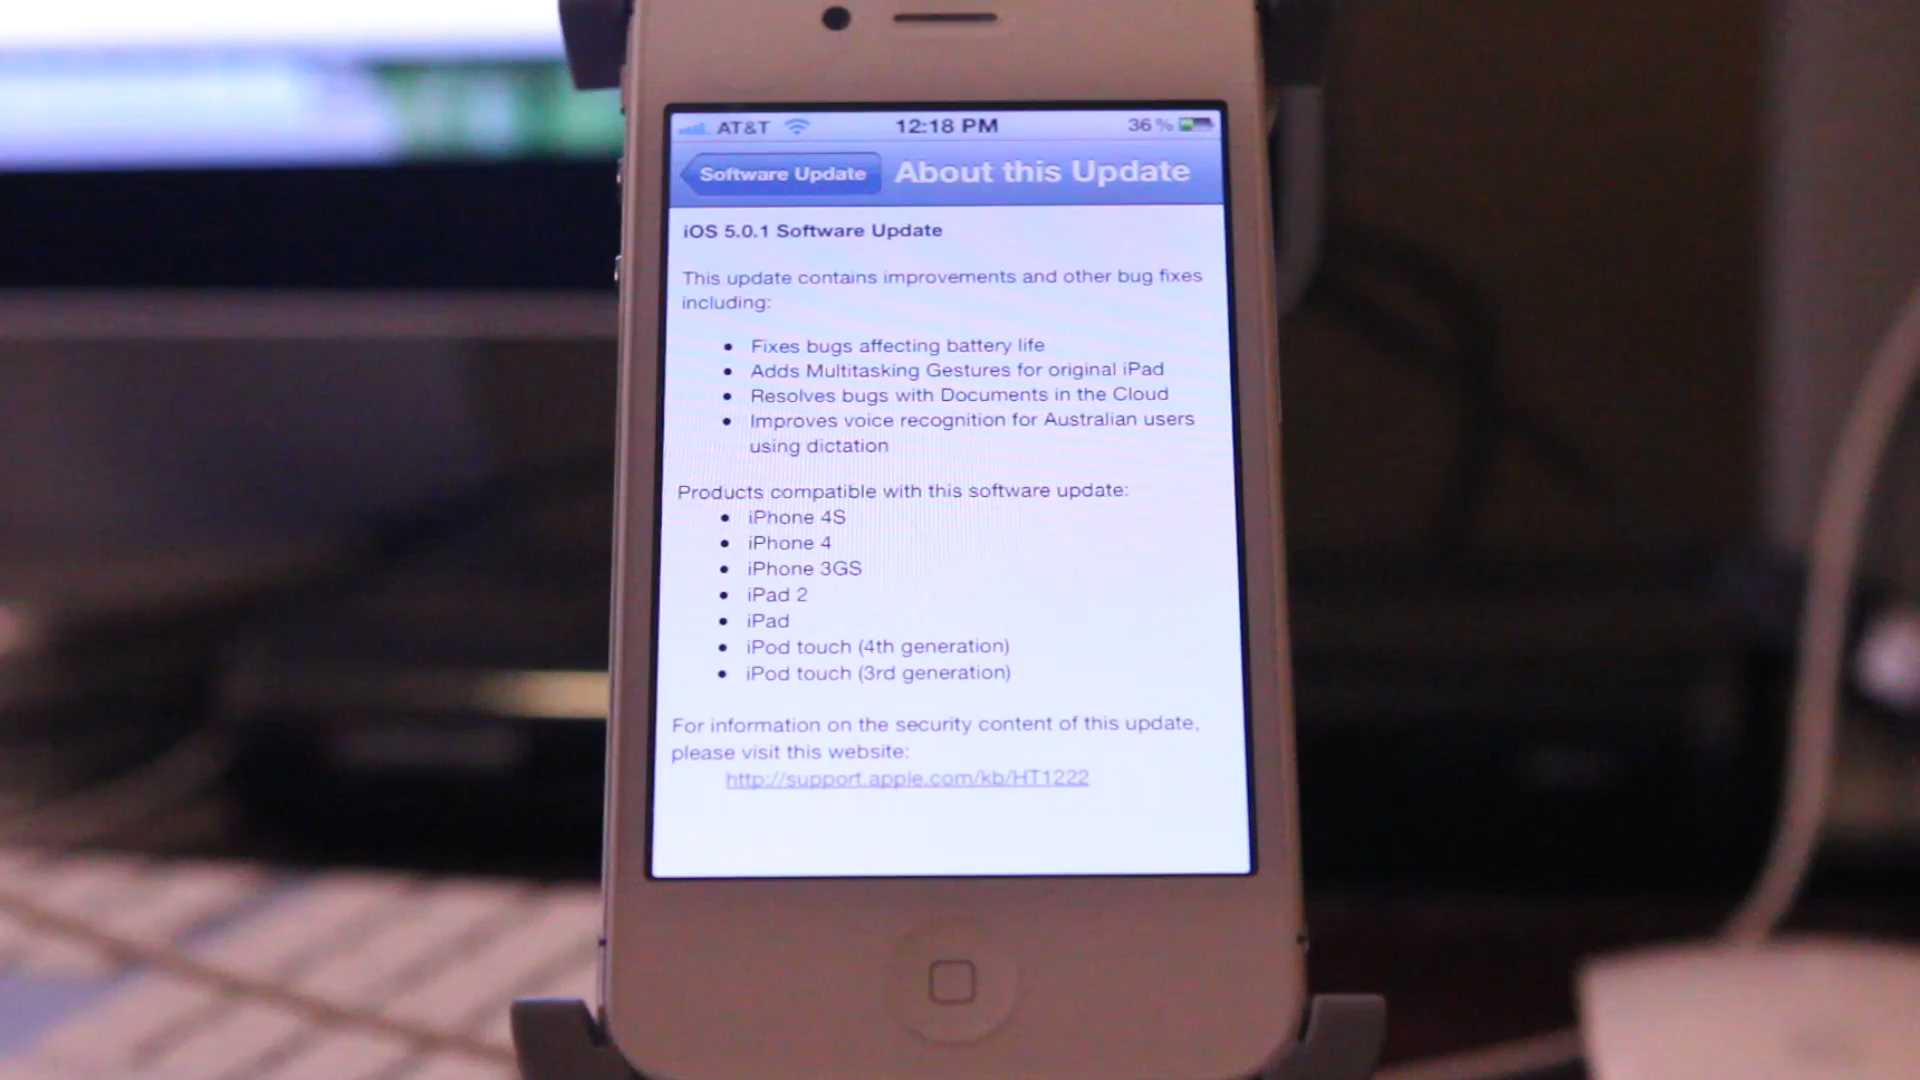 AT&T 12:18 PM 36%
Software Update About this Update
iOS 5.0.1 Software Update
This update contains improvements and other bug fixes
including:
• Fixes bugs affecting battery life
• Adds Multitasking Gestures for original iPad
• Resolves bugs with Documents in the Cloud
• Improves voice recognition for Australian users
using dictation
Products compatible with this software update:
• iPhone 4S
• iPhone 4
• iPhone 3GS
• iPad 2
• iPad
• iPod touch (4th generation)
• iPod touch (3rd generation)
For information on the security content of this update,
please visit this website:
http://support.apple.com/kb/HT1222